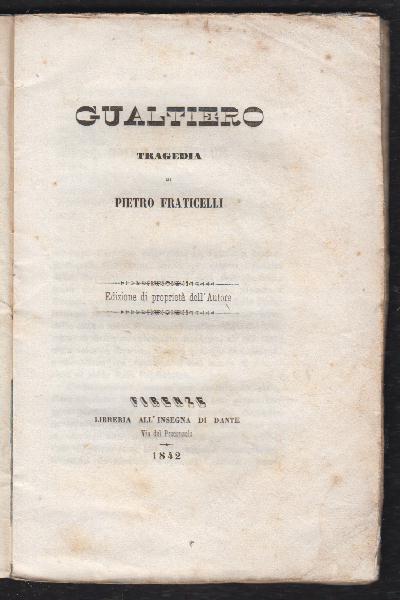 GUALTIERO
TRAGEDIA
DI
PIETRO FRATICELLI
Edizione di proprietà dell'Autore
FIRENZE
LIBRERIA ALL'INSEGNA DI DANTE
Via dei Proconsolo
1842